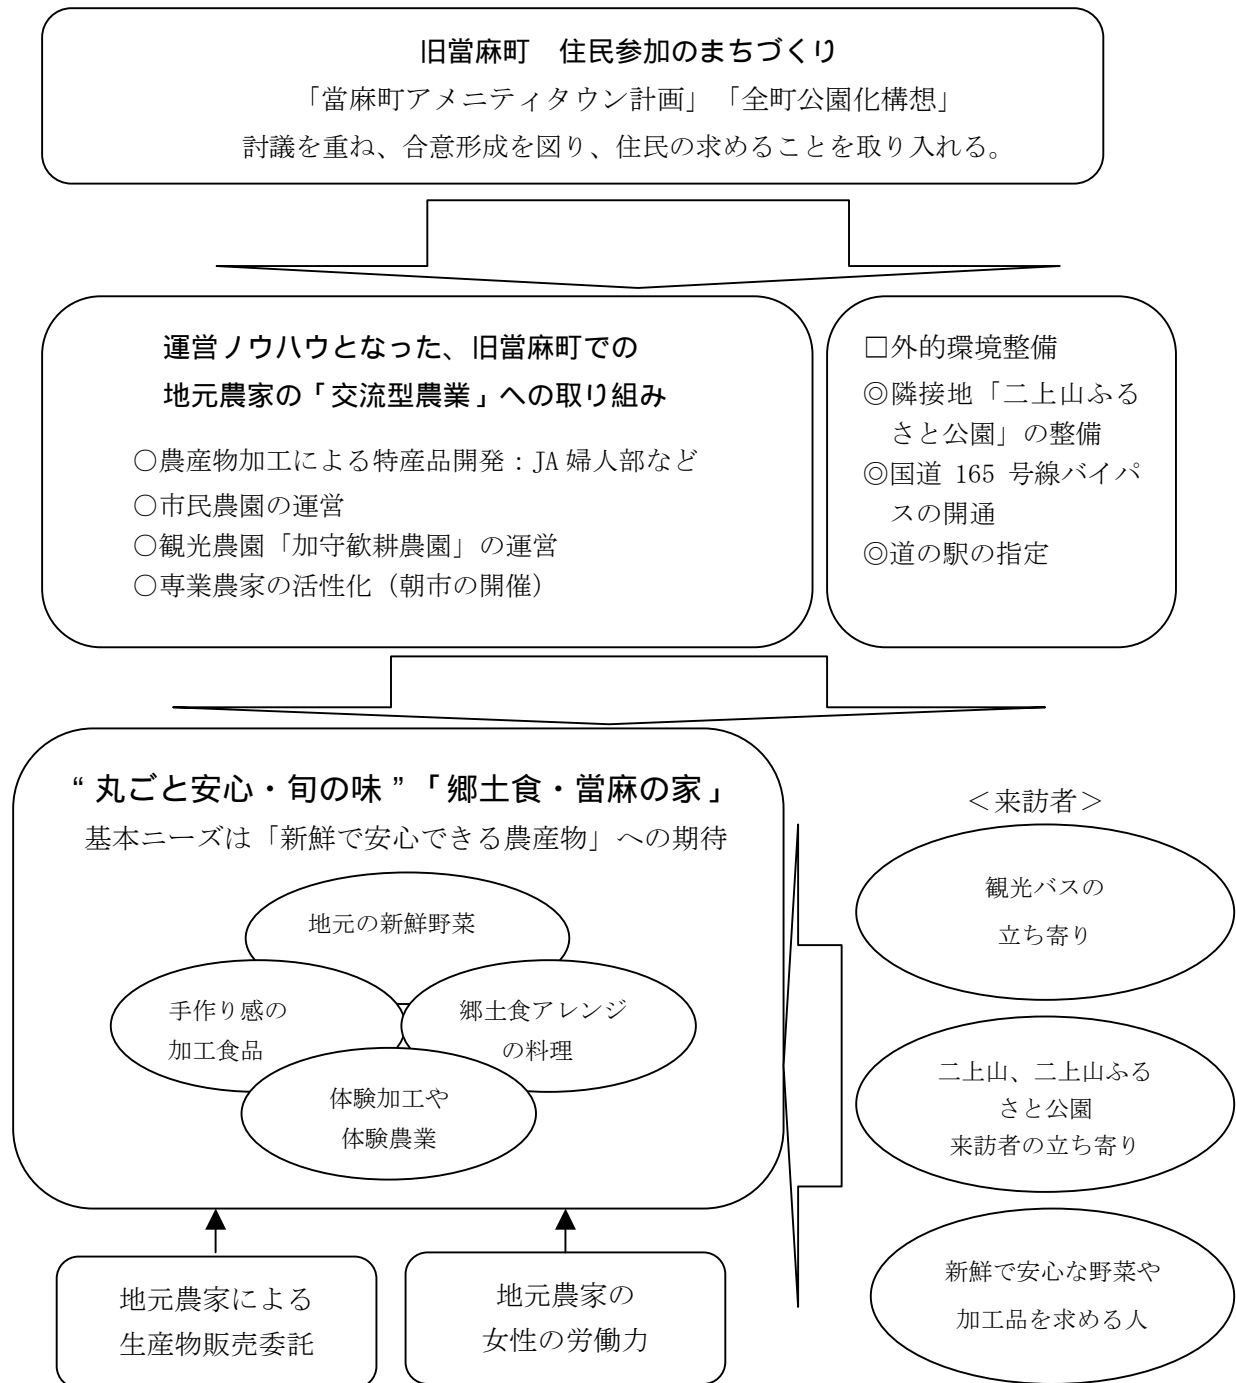 旧當麻町　住民参加のまちづくり
「當麻町アメニティタウン計画」「全町公園化構想」
討議を重ね、合意形成を図り、住民の求めることを取り入れる。
運営ノウハウとなった、旧當麻町での
地元農家の「交流型農業」への取り組み
○農産物加工による特産品開発：JA 婦人部など
○市民農園の運営
○観光農園「加守歓耕農園」の運営
○専業農家の活性化（朝市の開催）
□外的環境整備
◎隣接地「二上山ふる
さと公園」の整備
◎国道 165 号線バイパ
スの開通
◎道の駅の指定
“丸ごと安心・旬の味”「郷土食・當麻の家」
基本ニーズは「新鮮で安心できる農産物」への期待
地元の新鮮野菜
手作り感の
加工食品
郷土食アレンジ
の料理
体験加工や
体験農業
＜来訪者＞
観光バスの
立ち寄り
二上山、二上山ふる
さと公園
来訪者の立ち寄り
新鮮で安心な野菜や
加工品を求める人
地元農家による
生産物販売委託
地元農家の
女性の労働力